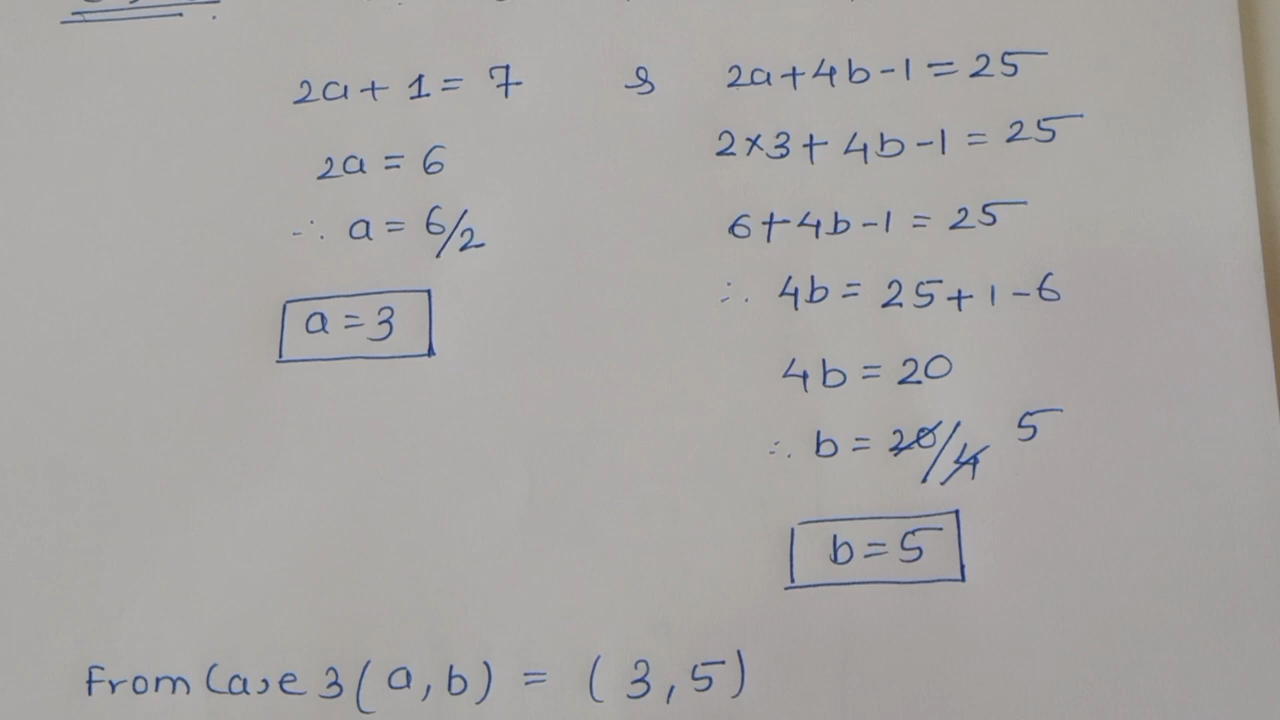 2a + 1 = 7 & 2a + 4b - 1 = 25
2×3 + 4b - 1 = 25
2a = 6
6 + 4b - 1 = 25
∴ a = 6/2
∴ 4b = 25 + 1 - 6
a = 3
4b = 20
∴ b = 20/4 5
b = 5
From Case 3 (a, b) = (3, 5)